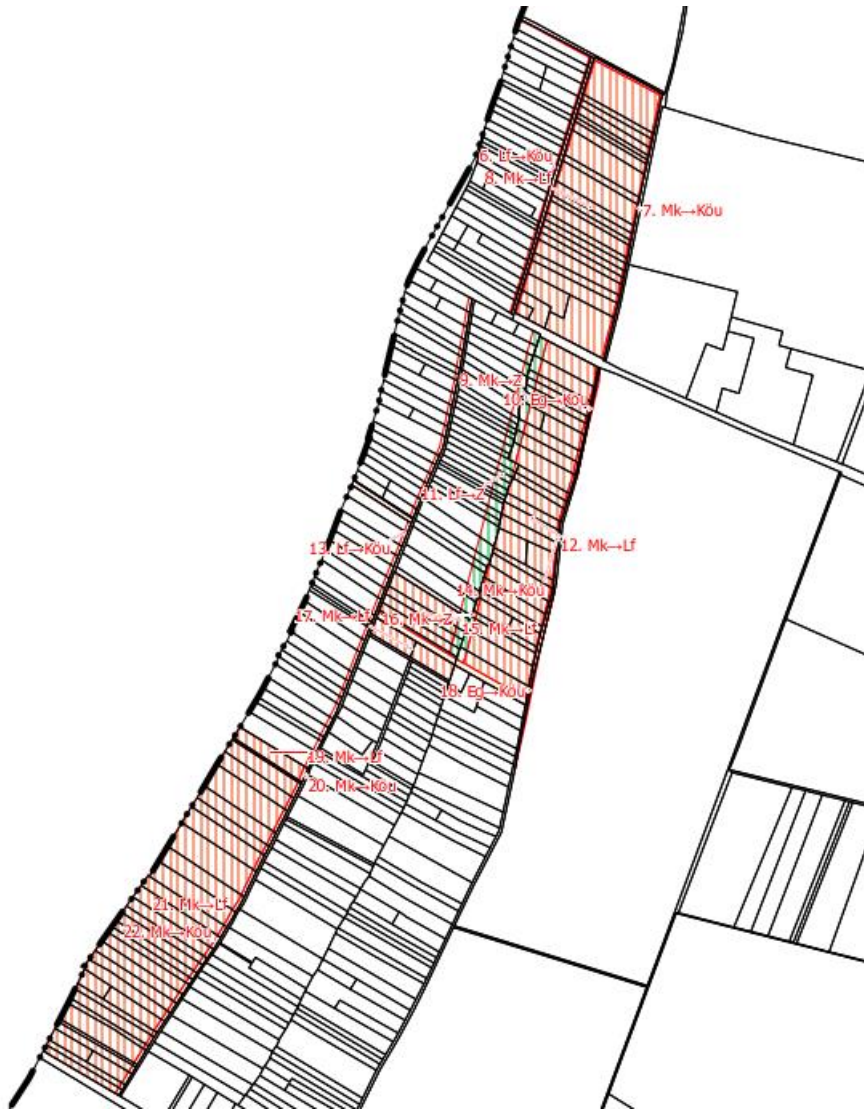 6. Lf→Köu
8. Mk→Lf
7. Mk→Köu
9. Mk→Z
10. Eg→Köu
11. Lf→Z
12. Mk→Lf
13. Lf→Köu
14. Mk→Köu
17. Mk→Lf
16. Mk→Z
15. Mk→Lf
18. Eg→Köu
19. Mk→Lf
20. Mk→Köu
21. Mk→Lf
22. Mk→Köu